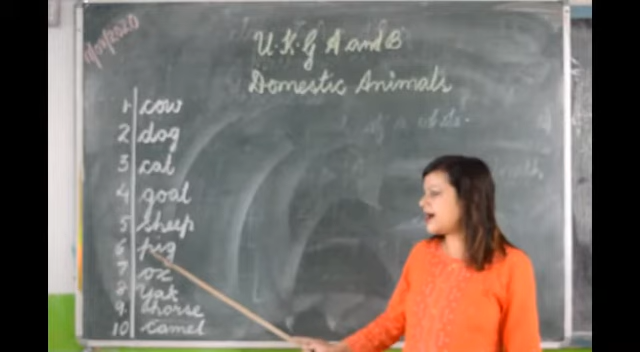 U.K.G A and B
Domestic Animals
1 cow
2 dog
3 cat
4 goat
5 sheep
6 pig
7 ox
8 yak
9 horse
10 camel